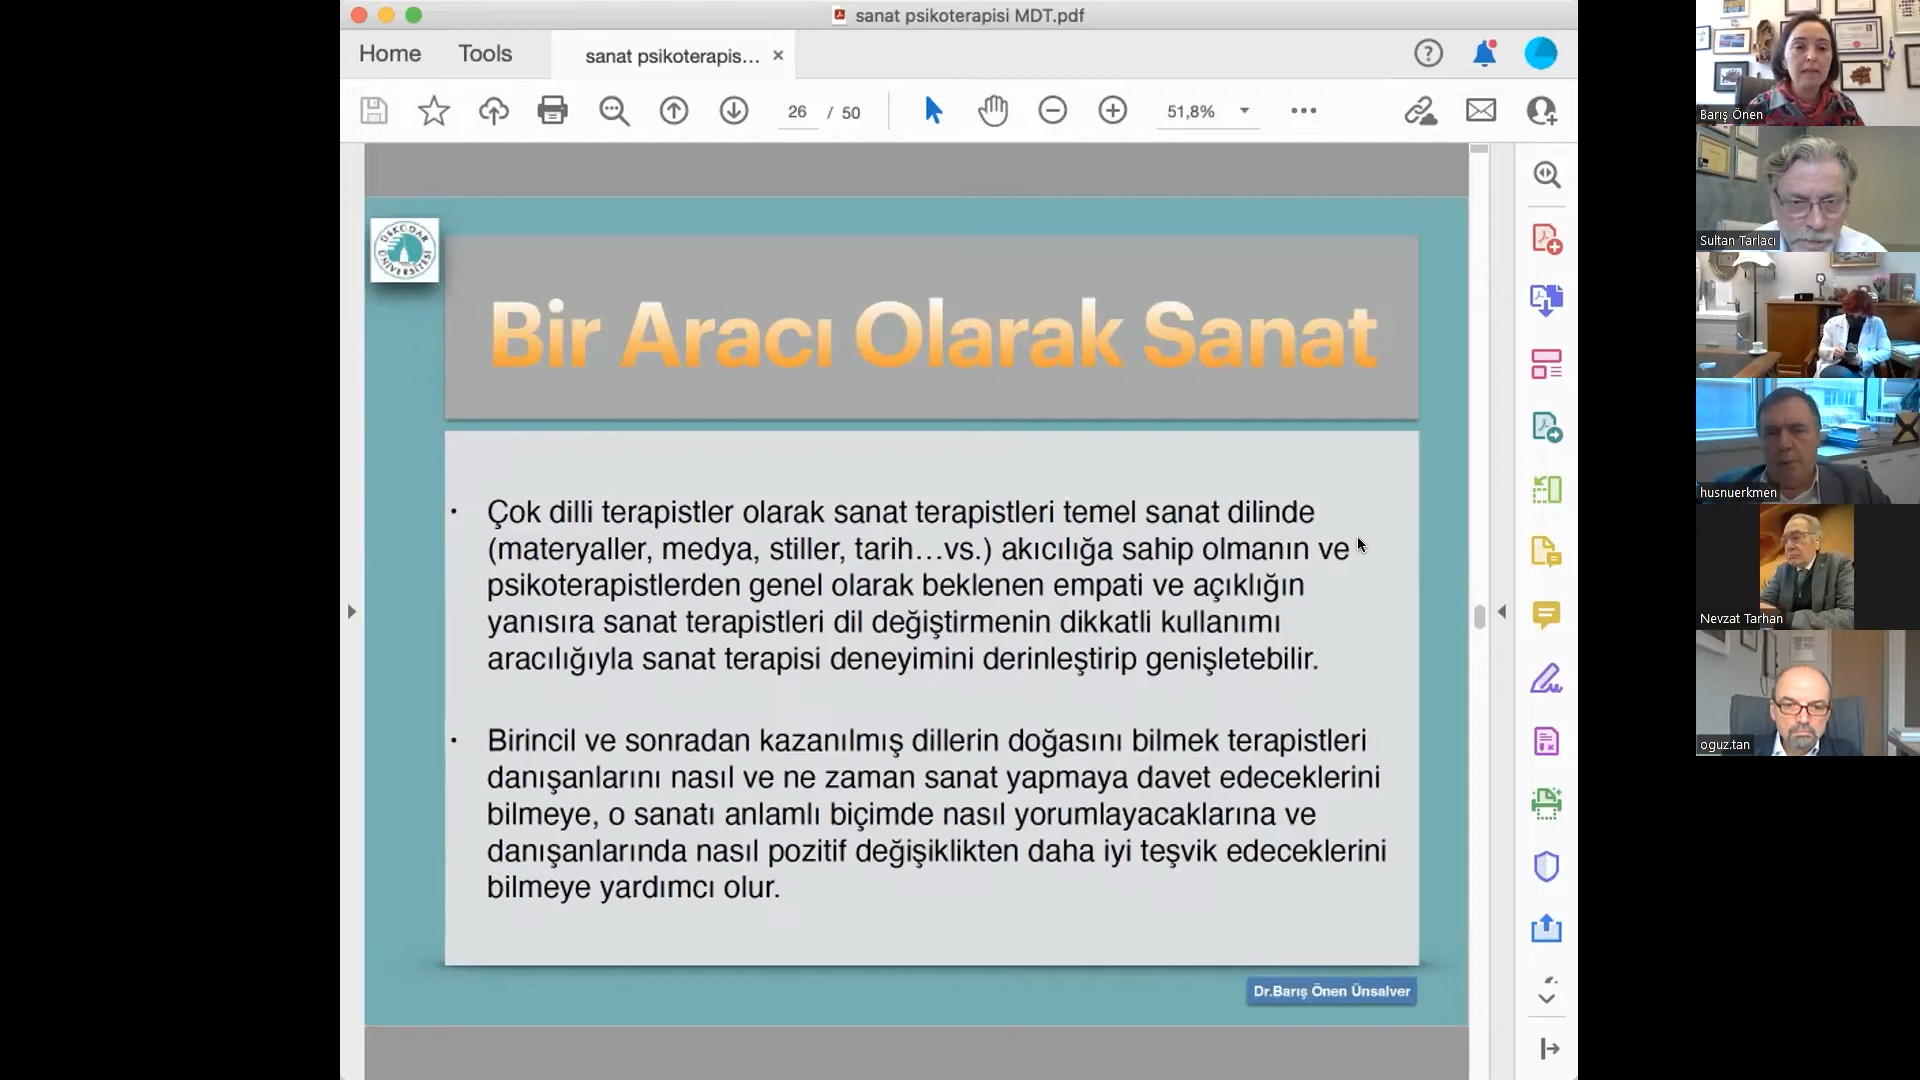 sanat psikoterapisi MDT.pdf
Home
Tools
sanat psikoterapis...
26 / 50
51,8%
ÜSKÜDAR ÜNİVERSİTESİ
Bir Aracı Olarak Sanat
· Çok dilli terapistler olarak sanat terapistleri temel sanat dilinde
(materyaller, medya, stiller, tarih…vs.) akıcılığa sahip olmanın ve
psikoterapistlerden genel olarak beklenen empati ve açıklığın
yanısıra sanat terapistleri dil değiştirmenin dikkatli kullanımı
aracılığıyla sanat terapisi deneyimini derinleştirip genişletebilir.
· Birincil ve sonradan kazanılmış dillerin doğasını bilmek terapistleri
danışanlarını nasıl ve ne zaman sanat yapmaya davet edeceklerini
bilmeye, o sanatı anlamlı biçimde nasıl yorumlayacaklarına ve
danışanlarında nasıl pozitif değişiklikten daha iyi teşvik edeceklerini
bilmeye yardımcı olur.
Dr.Barış Önen Ünsalver
Barış Önen
Sultan Tarlacı
husnuerkmen
Nevzat Tarhan
oguz.tan